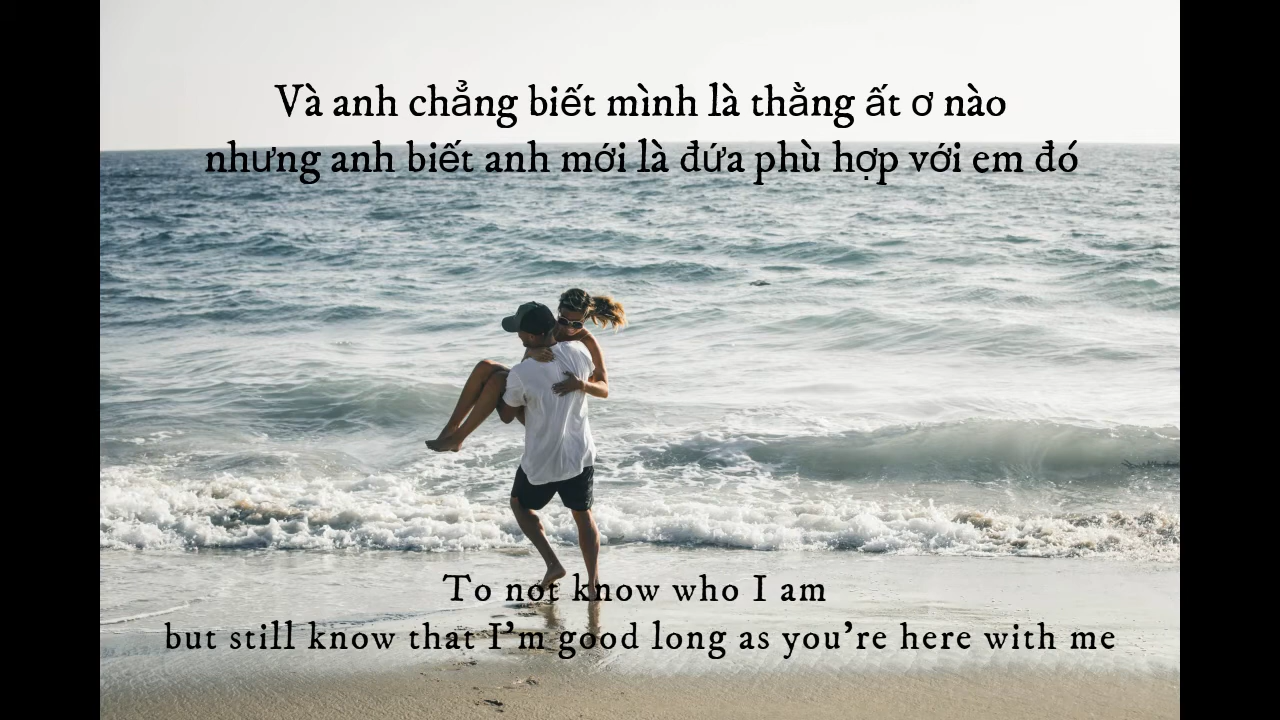 Và anh chẳng biết mình là thằng ất ơ nào
nhưng anh biết anh mới là đứa phù hợp với em đó
To not know who I am
but still know that I'm good long as you're here with me